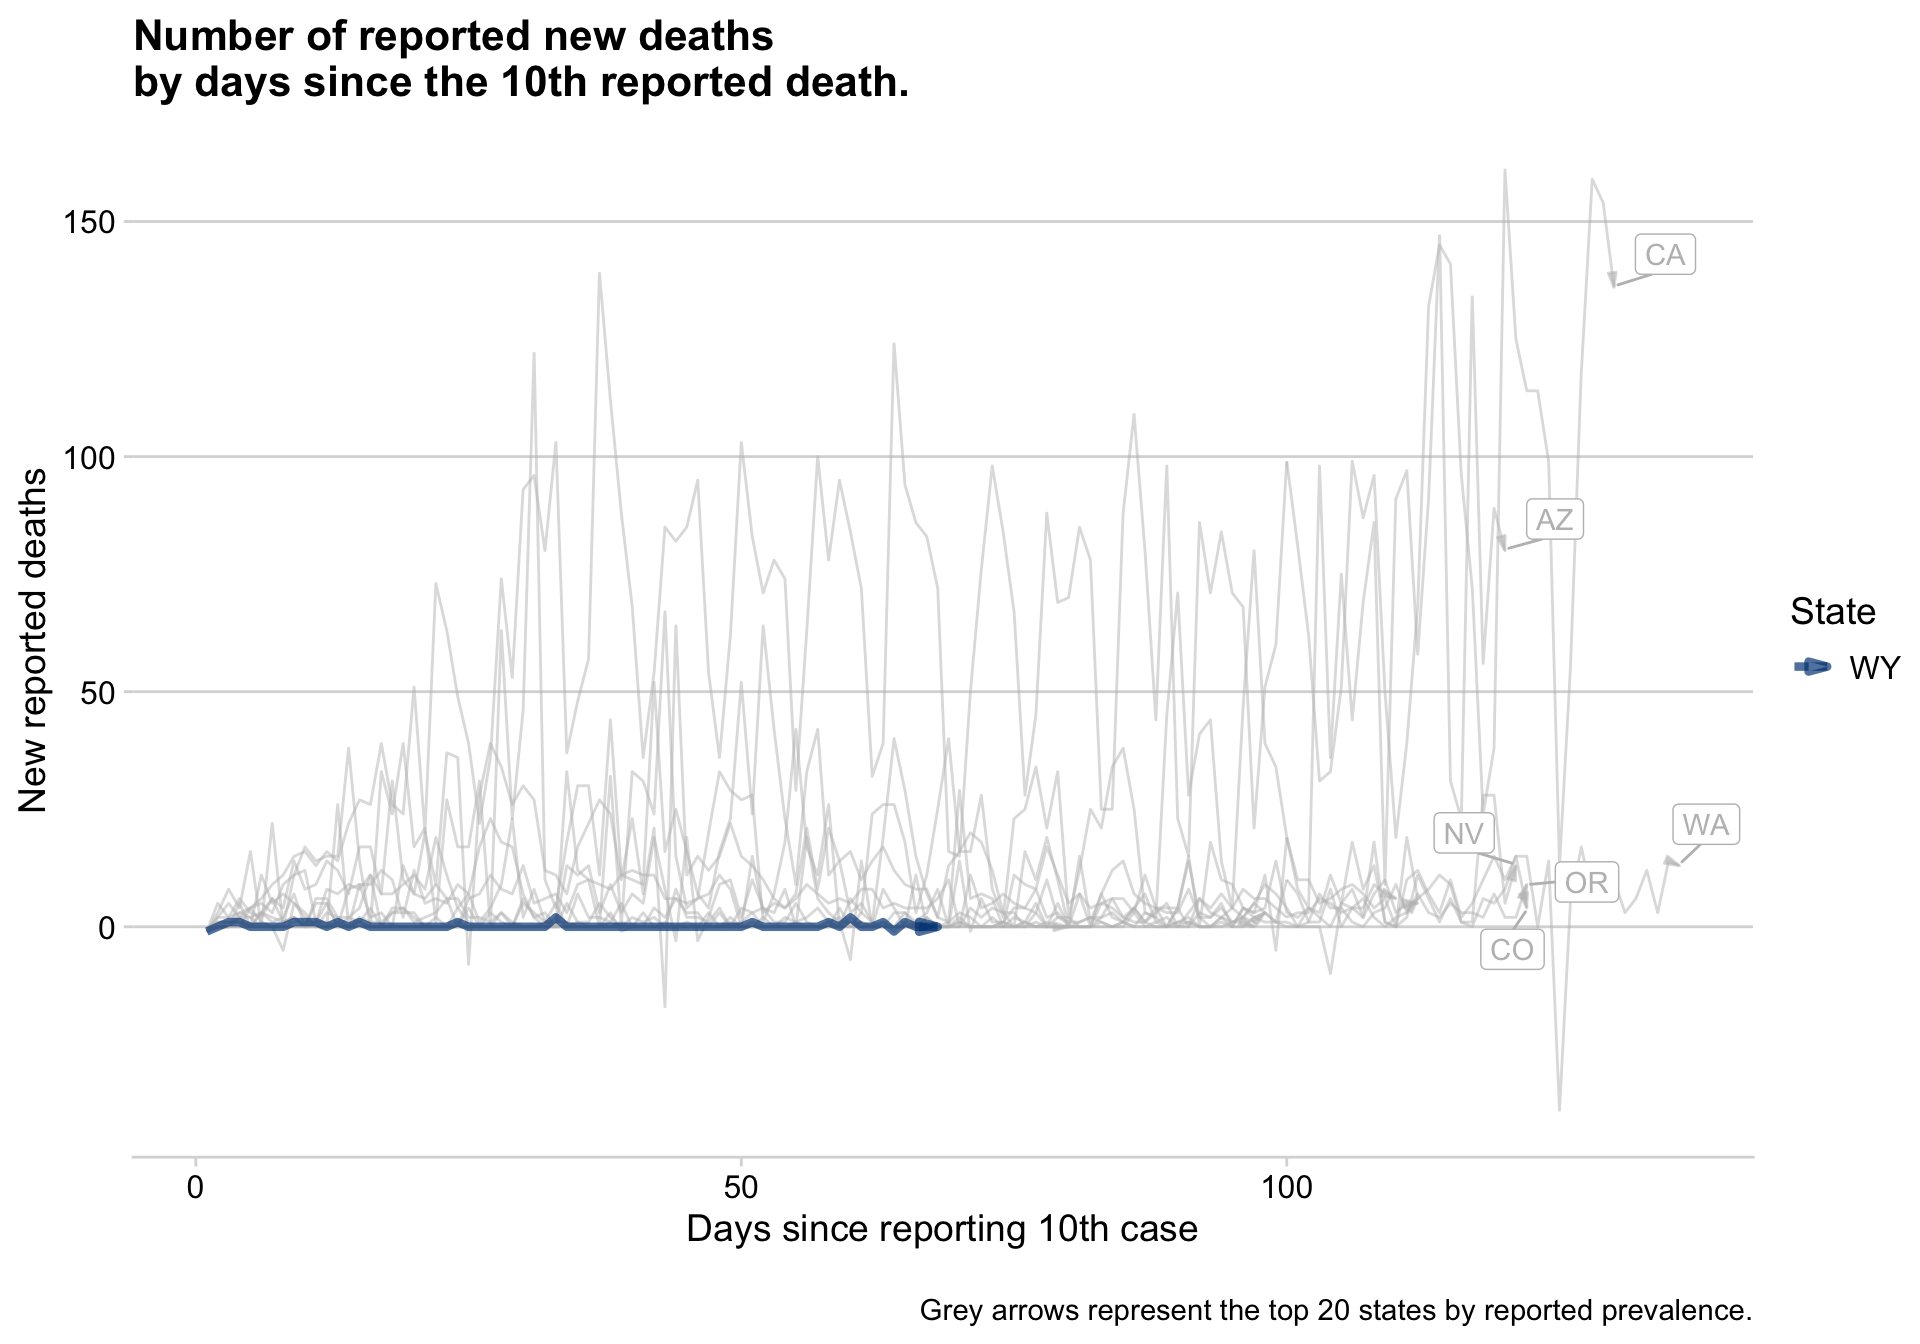 Number of reported new deaths
by days since the 10th reported death.
150
100
50
0
New reported deaths
CA
AZ
NV
WA
OR
CO
State
WY
0
50
100
Days since reporting 10th case
Grey arrows represent the top 20 states by reported prevalence.